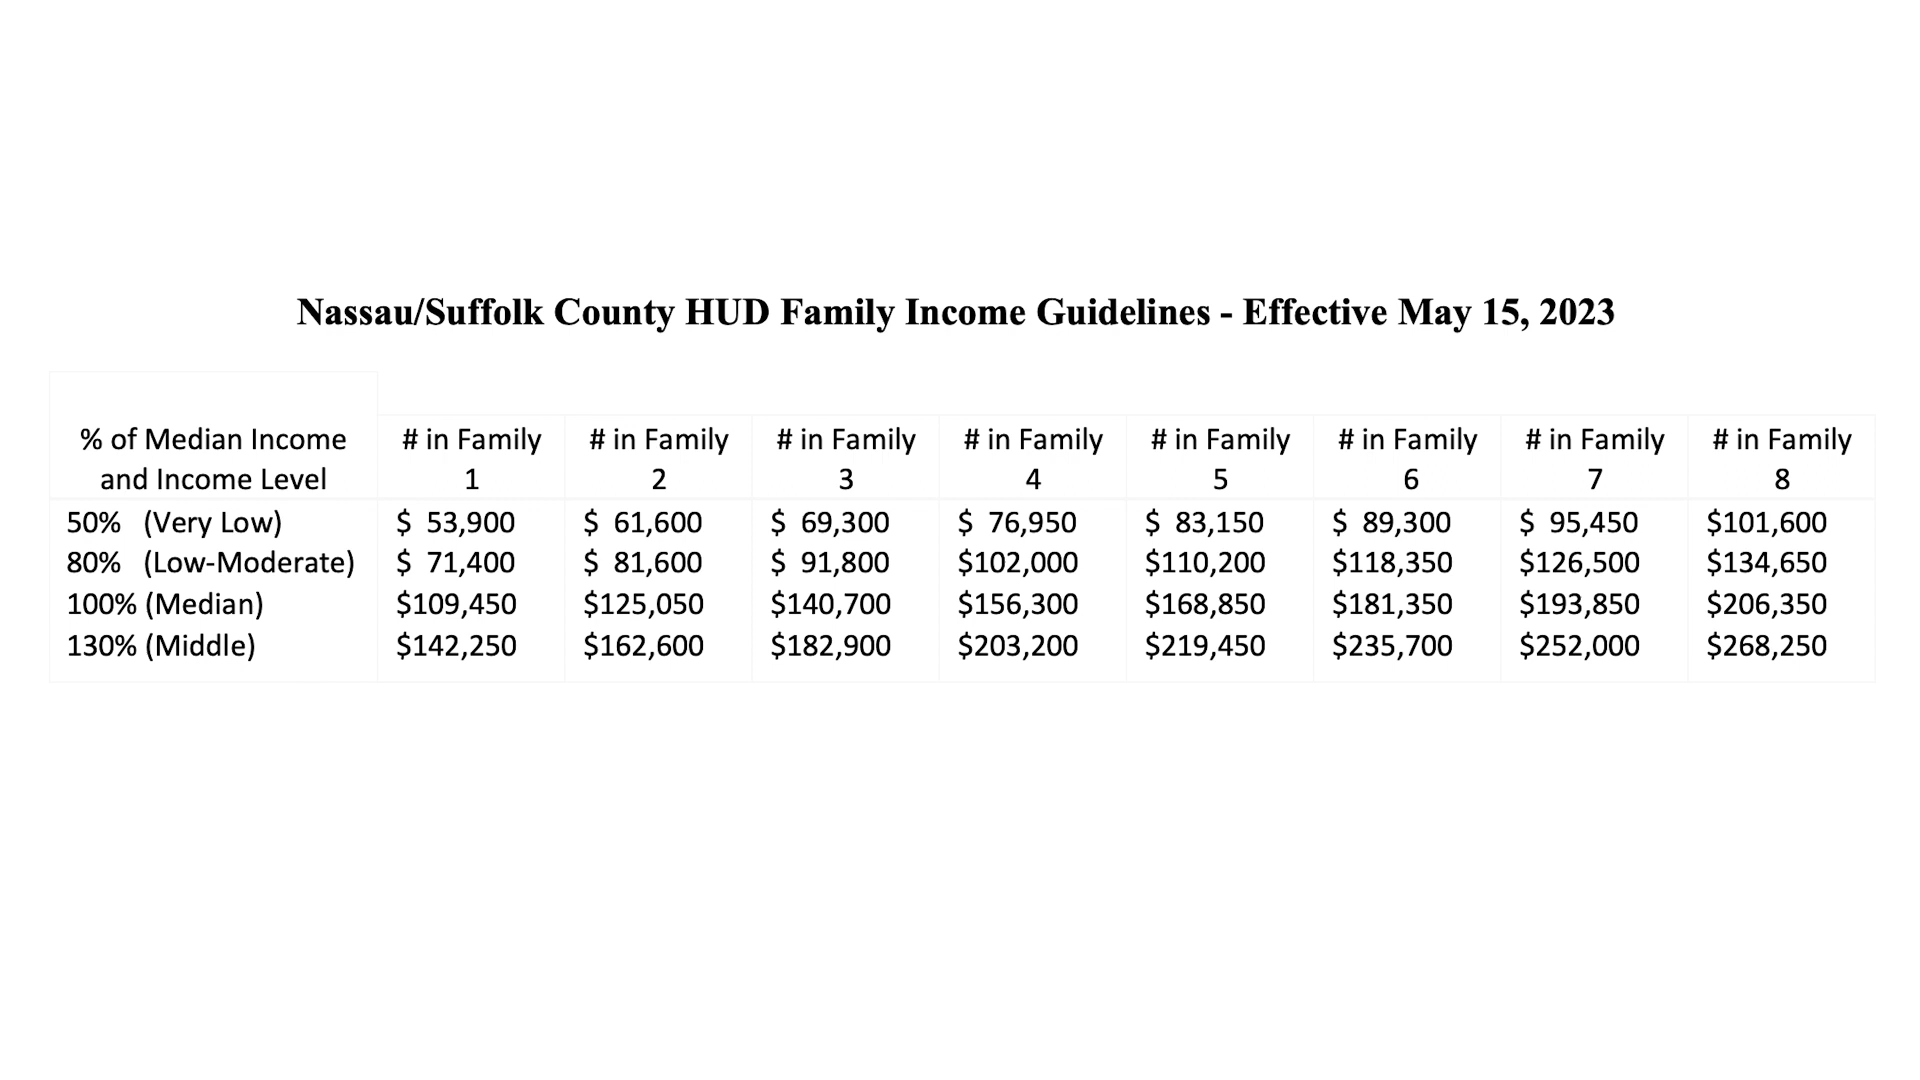 Nassau/Suffolk County HUD Family Income Guidelines - Effective May 15, 2023
% of Median Income # in Family # in Family # in Family # in Family # in Family # in Family # in Family # in Family
and Income Level 1 2 3 4 5 6 7 8
50% (Very Low) $ 53,900 $ 61,600 $ 69,300 $ 76,950 $ 83,150 $ 89,300 $ 95,450 $101,600
80% (Low-Moderate) $ 71,400 $ 81,600 $ 91,800 $102,000 $110,200 $118,350 $126,500 $134,650
100% (Median) $109,450 $125,050 $140,700 $156,300 $168,850 $181,350 $193,850 $206,350
130% (Middle) $142,250 $162,600 $182,900 $203,200 $219,450 $235,700 $252,000 $268,250